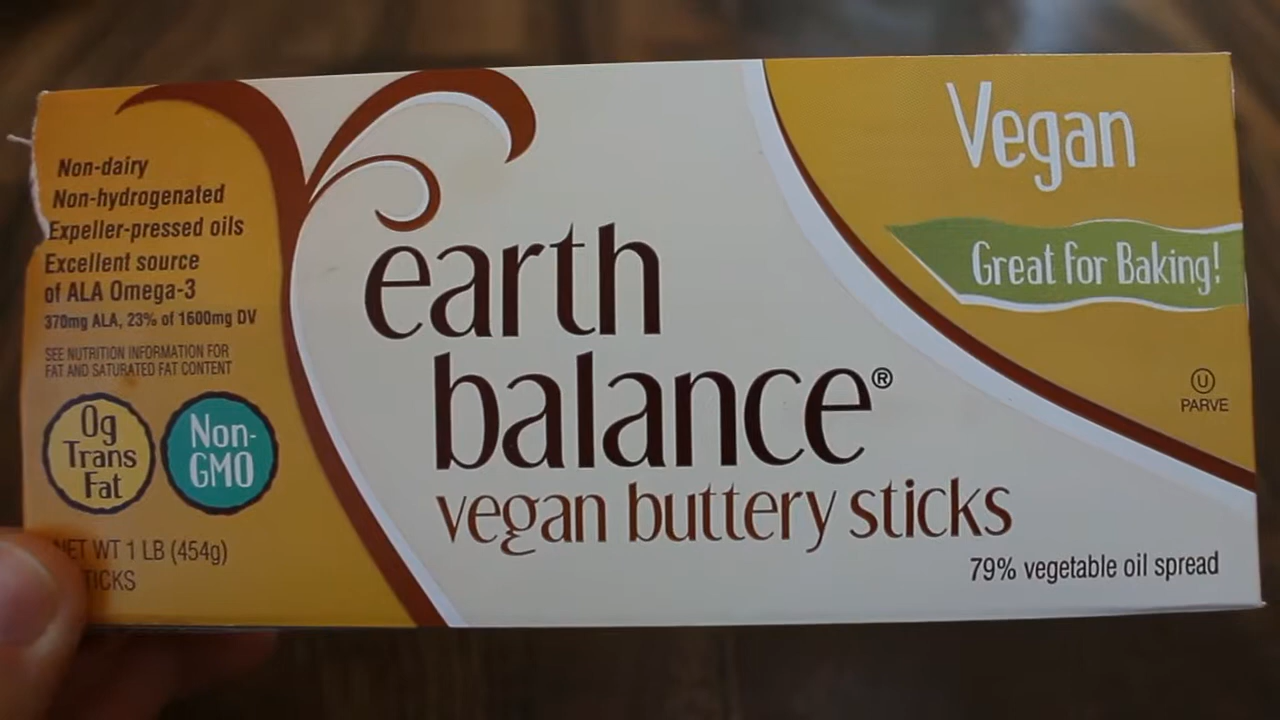 Non-dairy
Non-hydrogenated
Expeller-pressed oils
Excellent source
of ALA Omega-3
370mg ALA, 23% of 1600mg DV
SEE NUTRITION INFORMATION FOR
FAT AND SATURATED FAT CONTENT
0g
Trans
Fat
Non-
GMO
NET WT 1 LB (454g)
earth
balance®
vegan buttery sticks
79% vegetable oil spread
Vegan
Great for Baking!
U
PARVE